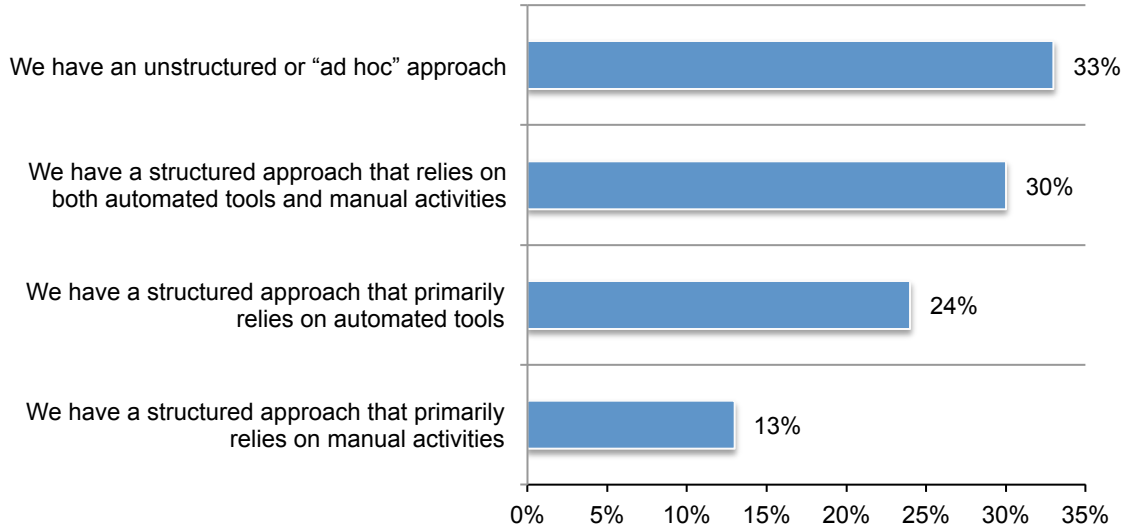 We have an unstructured or “ad hoc” approach
33%
We have a structured approach that relies on
both automated tools and manual activities
30%
We have a structured approach that primarily
relies on automated tools
24%
We have a structured approach that primarily
relies on manual activities
13%
0% 5% 10% 15% 20% 25% 30% 35%